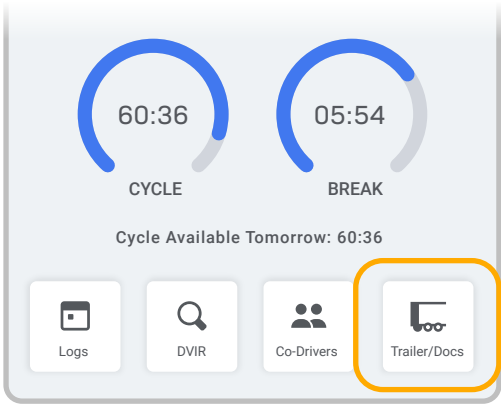 60:36 05:54
CYCLE BREAK
Cycle Available Tomorrow: 60:36
Logs DVIR Co-Drivers Trailer/Docs